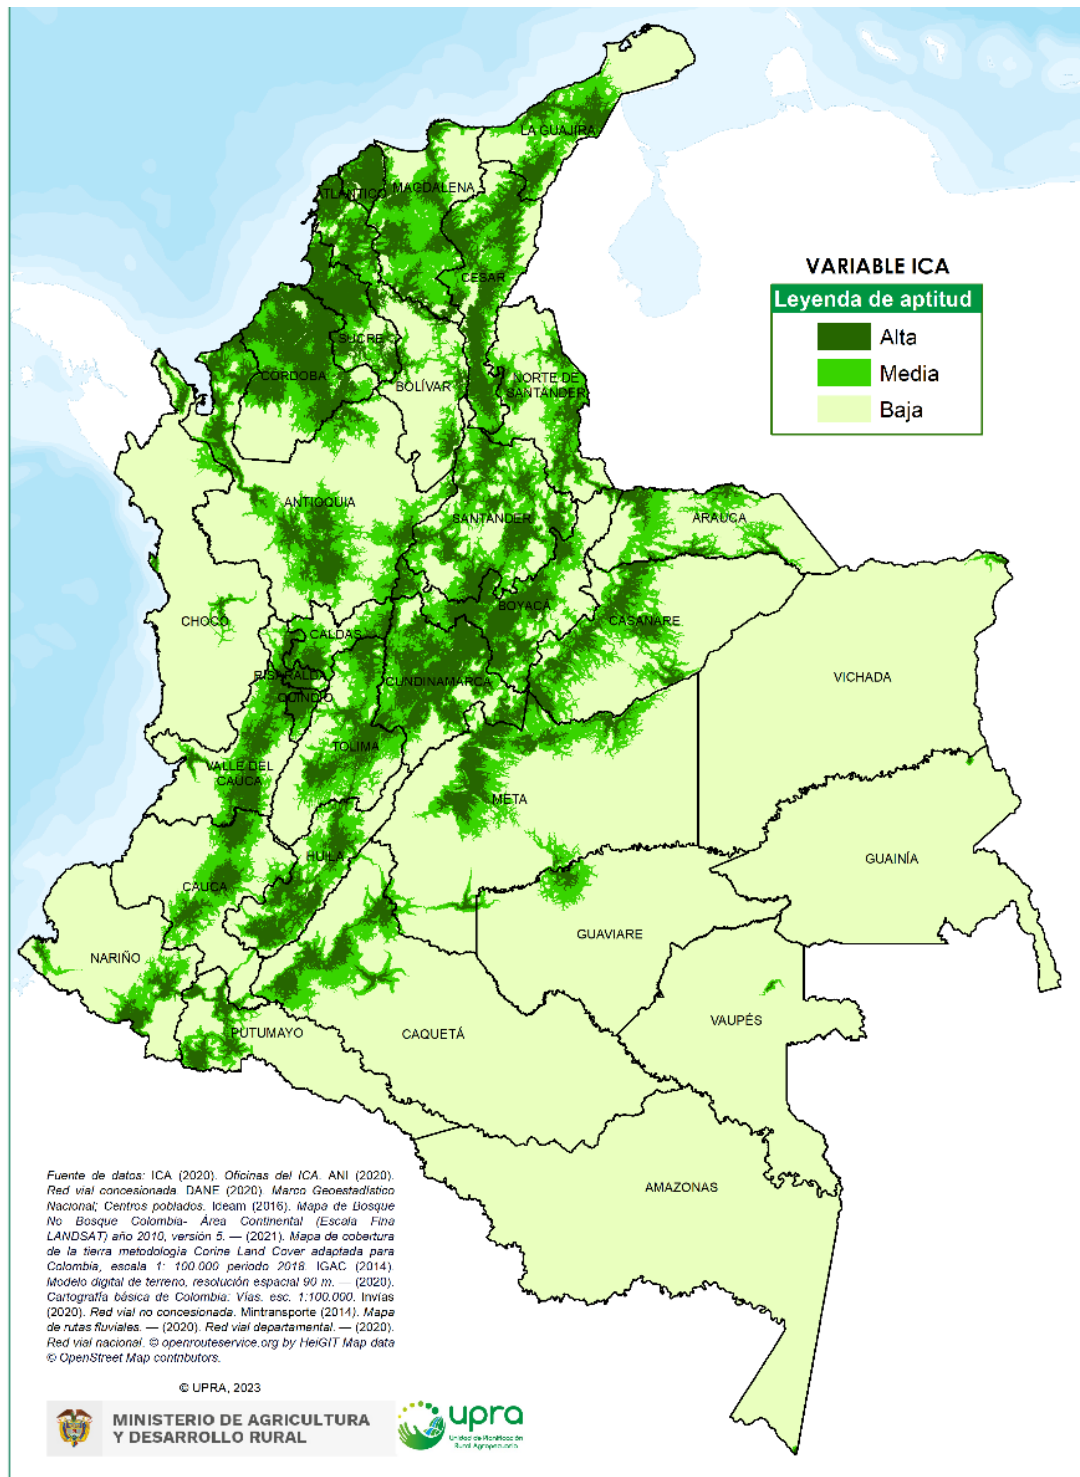 VARIABLE ICA
Leyenda de aptitud
Alta
Media
Baja
LA GUAJIRA
ATLÁNTICO
MAGDALENA
CESAR
SUCRE
CÓRDOBA
BOLÍVAR
NORTE DE
SANTANDER
ANTIOQUIA
SANTANDER
ARAUCA
CHOCÓ
CALDAS
BOYACÁ
CASANARE
RISARALDA
QUINDÍO
CUNDINAMARCA
VICHADA
TOLIMA
VALLE DEL
CAUCA
META
HUILA
GUAINÍA
CAUCA
GUAVIARE
NARIÑO
PUTUMAYO
CAQUETÁ
VAUPÉS
AMAZONAS
Fuente de datos: ICA (2020). Oficinas del ICA. ANI (2020).
Red vial concesionada. DANE (2020). Marco Geoestadístico
Nacional; Centros poblados. Iceam (2016). Mapa de Bosque
No Bosque Colombia- Área Continental (Escala Fina
LANDSAT) año 2010, versión 5. — (2021). Mapa de cobertura
de la tierra metodología Corine Land Cover adaptada para
Colombia, escala 1: 100.000 periodo 2018. IGAC (2014).
Modelo digital de terreno, resolución espacial 90 m. — (2020).
Cartografía básica de Colombia: Vías. esc. 1:100.000. Invías
(2020). Red vial no concesionada. Mintransporte (2014). Mapa
de rutas fluviales. — (2020). Red vial departamental. — (2020).
Red vial nacional. © openrouteservice.org by HeiGIT Map data
© OpenStreet Map contributors.
© UPRA, 2023
MINISTERIO DE AGRICULTURA
Y DESARROLLO RURAL
upra
Unidad de Planificación
Rural Agropecuaria